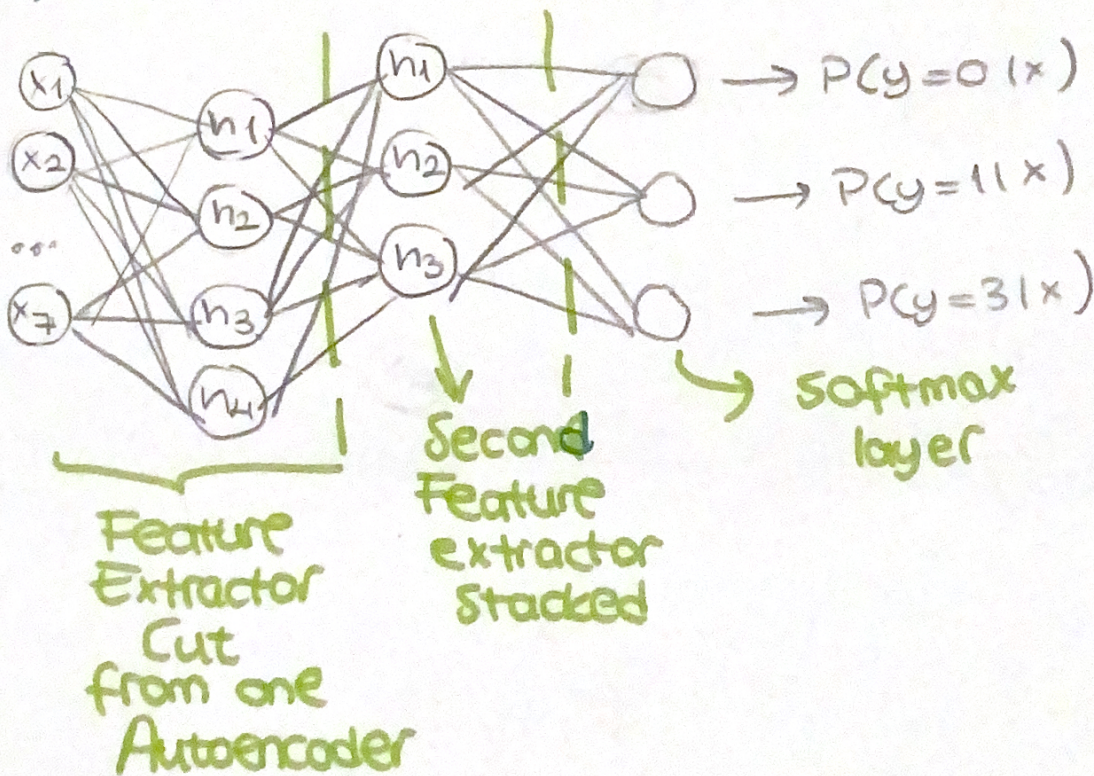 x1
x2
...
x7
h1
h2
h3
h4
h1
h2
h3
→ P(y=0|x)
→ P(y=1|x)
→ P(y=3|x)
softmax
layer
Second
Feature
extractor
stacked
Feature
Extractor
Cut
from one
Autoencoder